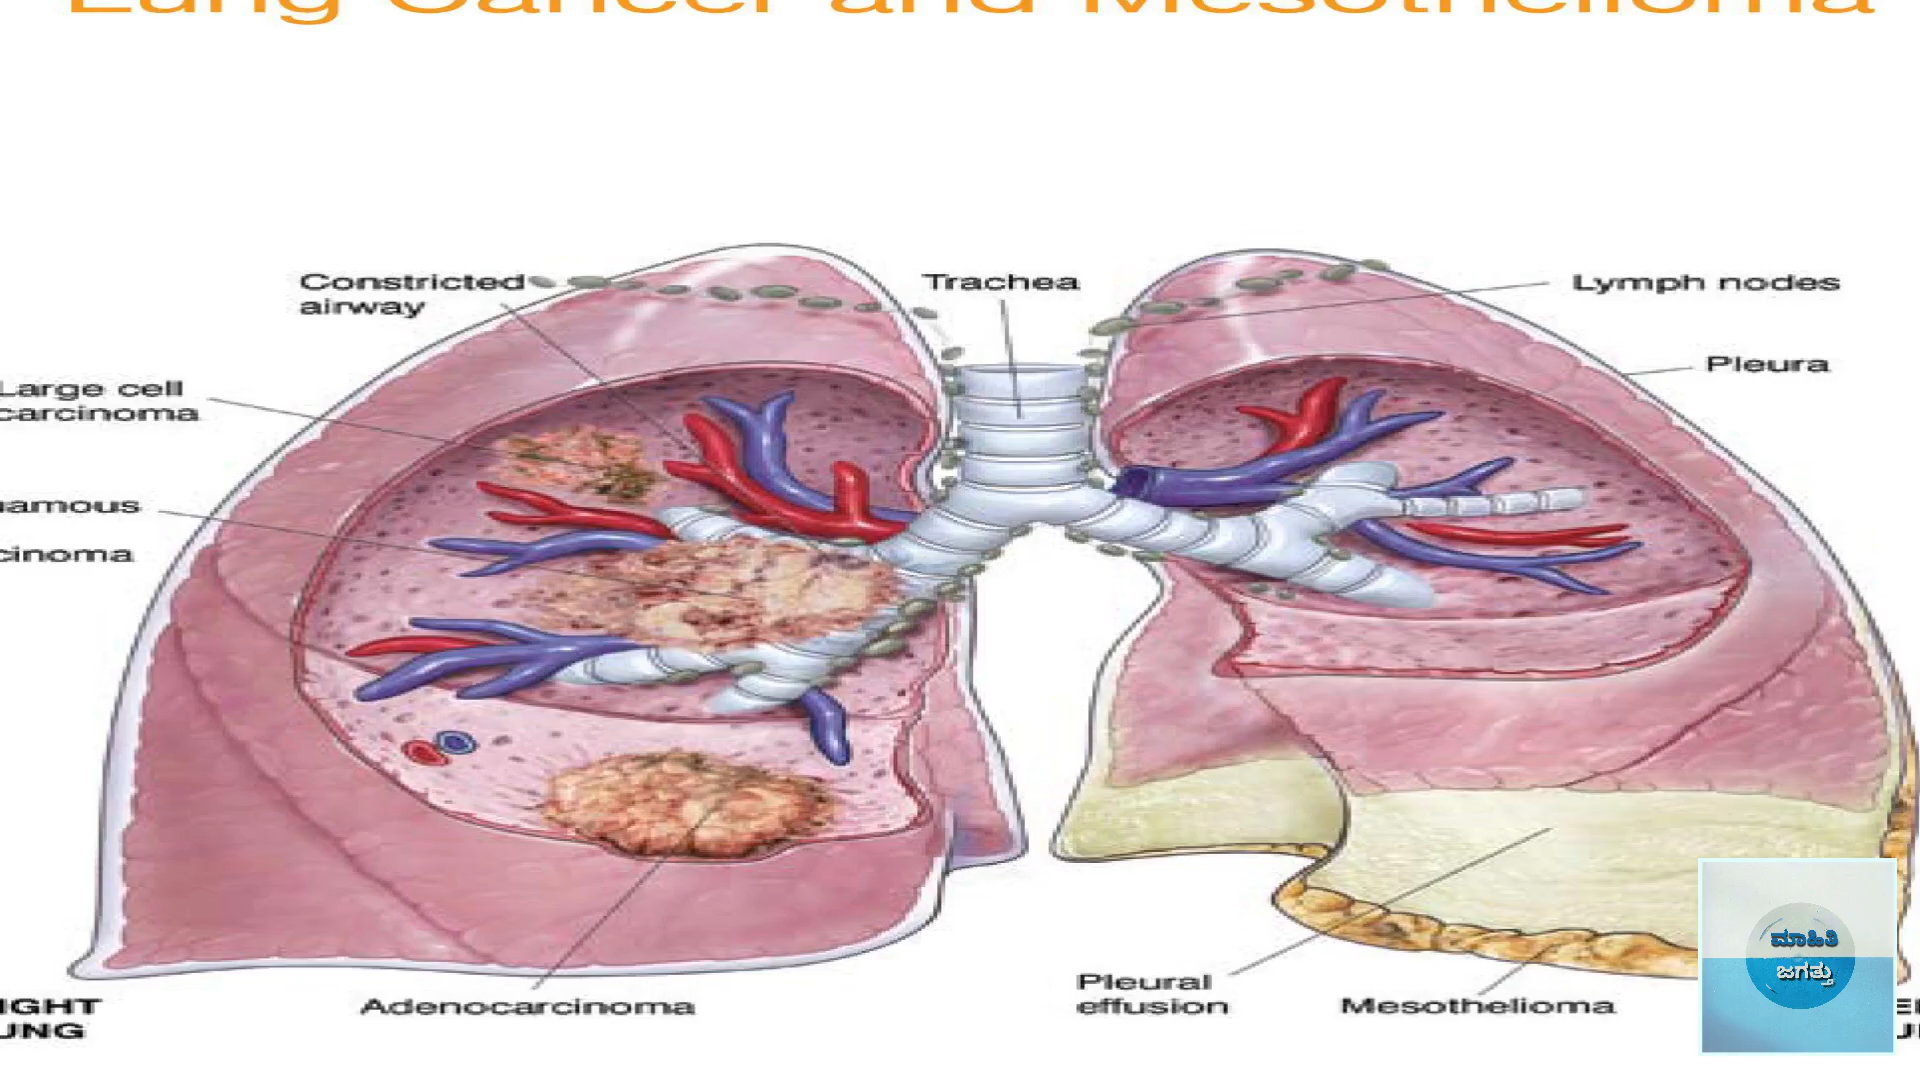 Lung Cancer and Mesothelioma
Constricted
airway
Trachea
Lymph nodes
Pleura
Large cell
carcinoma
amous
cinoma
Pleural
effusion
Adenocarcinoma
Mesothelioma
IGHT
UNG
ಮಾಹಿತಿ
ಜಗತ್ತು